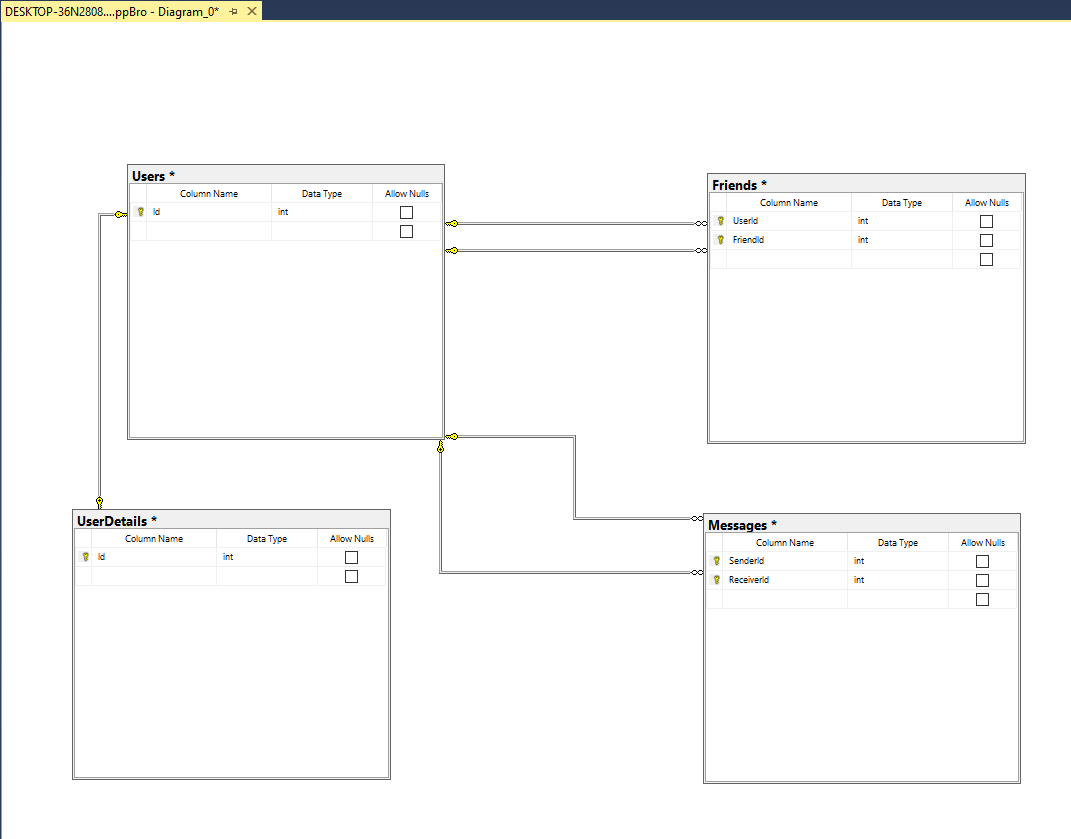 DESKTOP-36N2808....ppBro - Diagram_0*
Users *
Column Name Data Type Allow Nulls
Id int
Friends *
Column Name Data Type Allow Nulls
UserId int
FriendId int
UserDetails *
Column Name Data Type Allow Nulls
Id int
Messages *
Column Name Data Type Allow Nulls
SenderId int
ReceiverId int